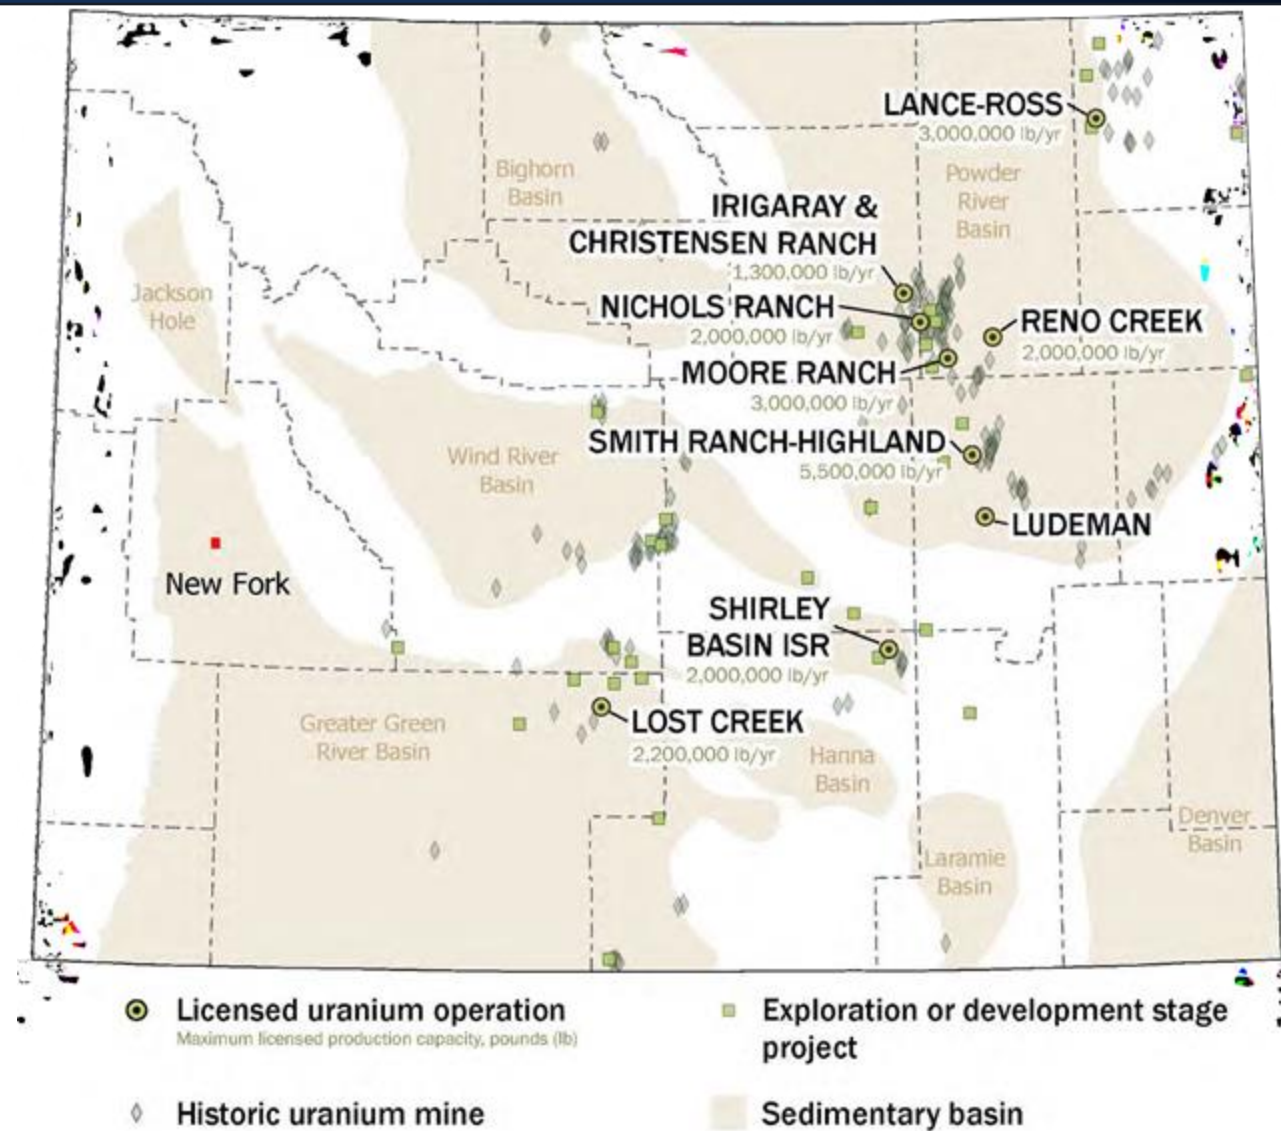 LANCE-ROSS
3,000,000 lb/yr
Bighorn
Basin
Powder
River
Basin
IRIGARAY &
CHRISTENSEN RANCH
1,300,000 lb/yr
Jackson
Hole
NICHOLS RANCH
2,000,000 lb/yr
RENO CREEK
2,000,000 lb/yr
MOORE RANCH
3,000,000 lb/yr
SMITH RANCH-HIGHLAND
5,500,000 lb/yr
Wind River
Basin
LUDEMAN
New Fork
SHIRLEY
BASIN ISR
2,000,000 lb/yr
LOST CREEK
2,200,000 lb/yr
Greater Green
River Basin
Hanna
Basin
Denver
Basin
Laramie
Basin
Licensed uranium operation
Maximum licensed production capacity, pounds (lb)
Exploration or development stage
project
Historic uranium mine
Sedimentary basin